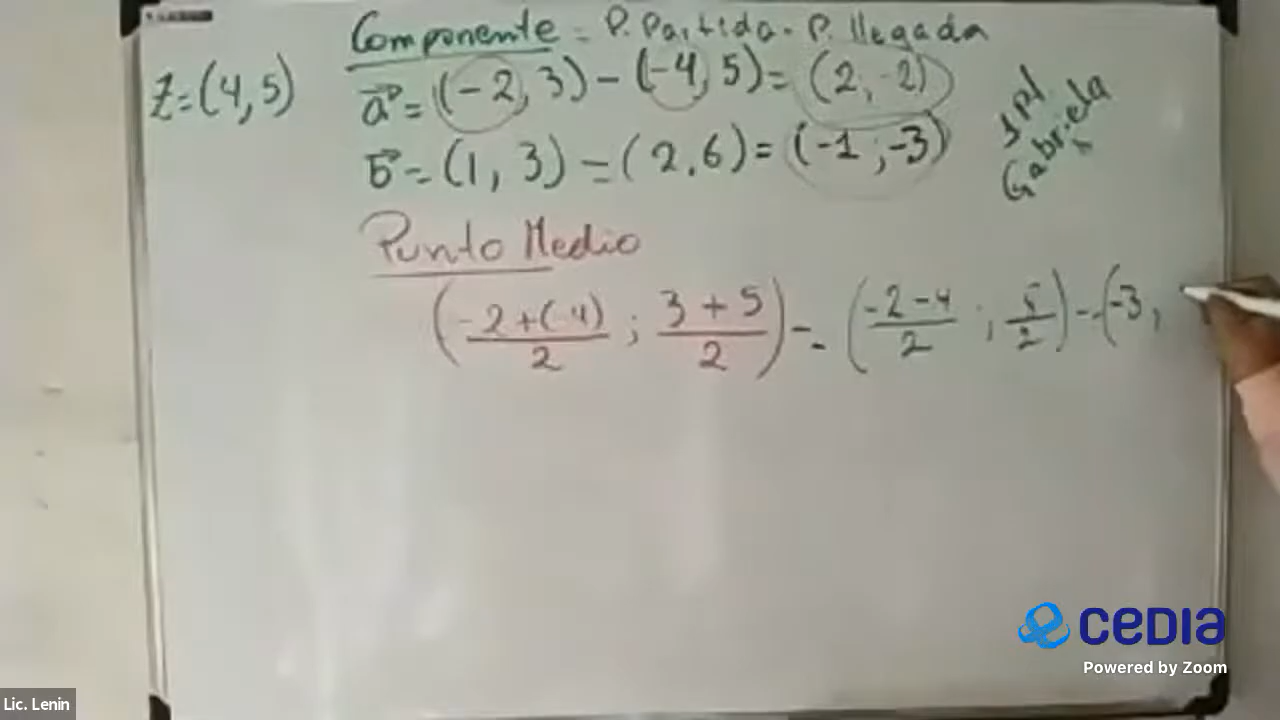 Componente = P. Partida - P. llegada
Z=(4,5)
a = (-2, 3) - (-4, 5) = (2; -2)
b = (1, 3) - (2,6) = (-1; -3)
1 Pt.
Gabriela
Punto Medio
(-2+(-4)/2 ; 3+5/2) = (-2-4/2 ; 5/2) = (-3,
cedia
Powered by Zoom
Lic. Lenin